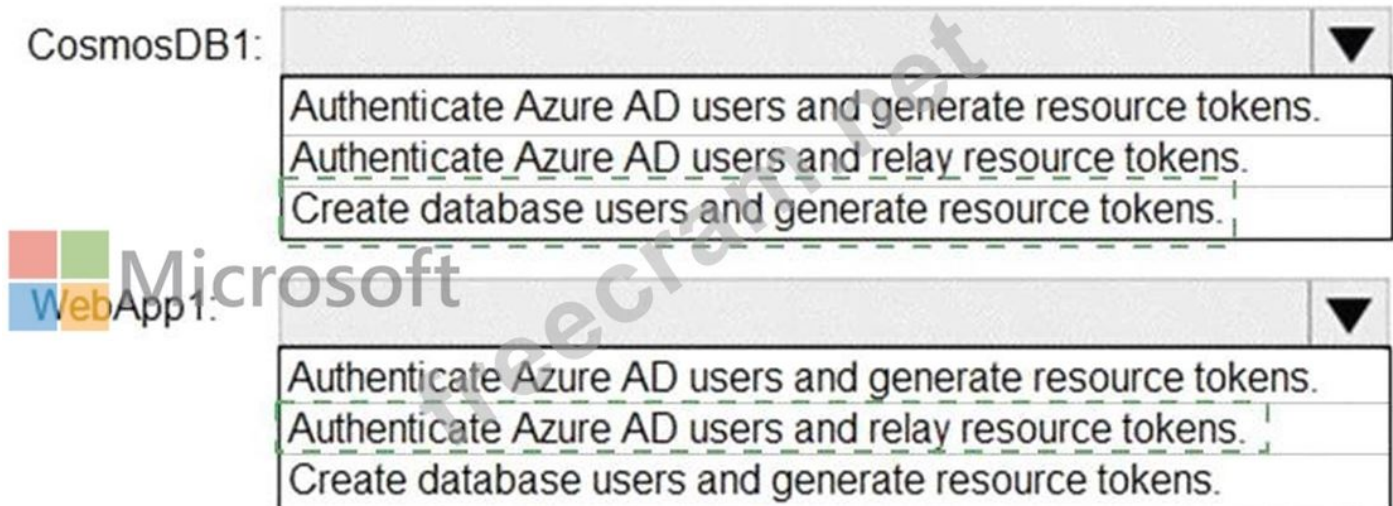 CosmosDB1:
Authenticate Azure AD users and generate resource tokens.
Authenticate Azure AD users and relay resource tokens.
Create database users and generate resource tokens.
Microsoft
WebApp1:
Authenticate Azure AD users and generate resource tokens.
Authenticate Azure AD users and relay resource tokens.
Create database users and generate resource tokens.
freecram.net